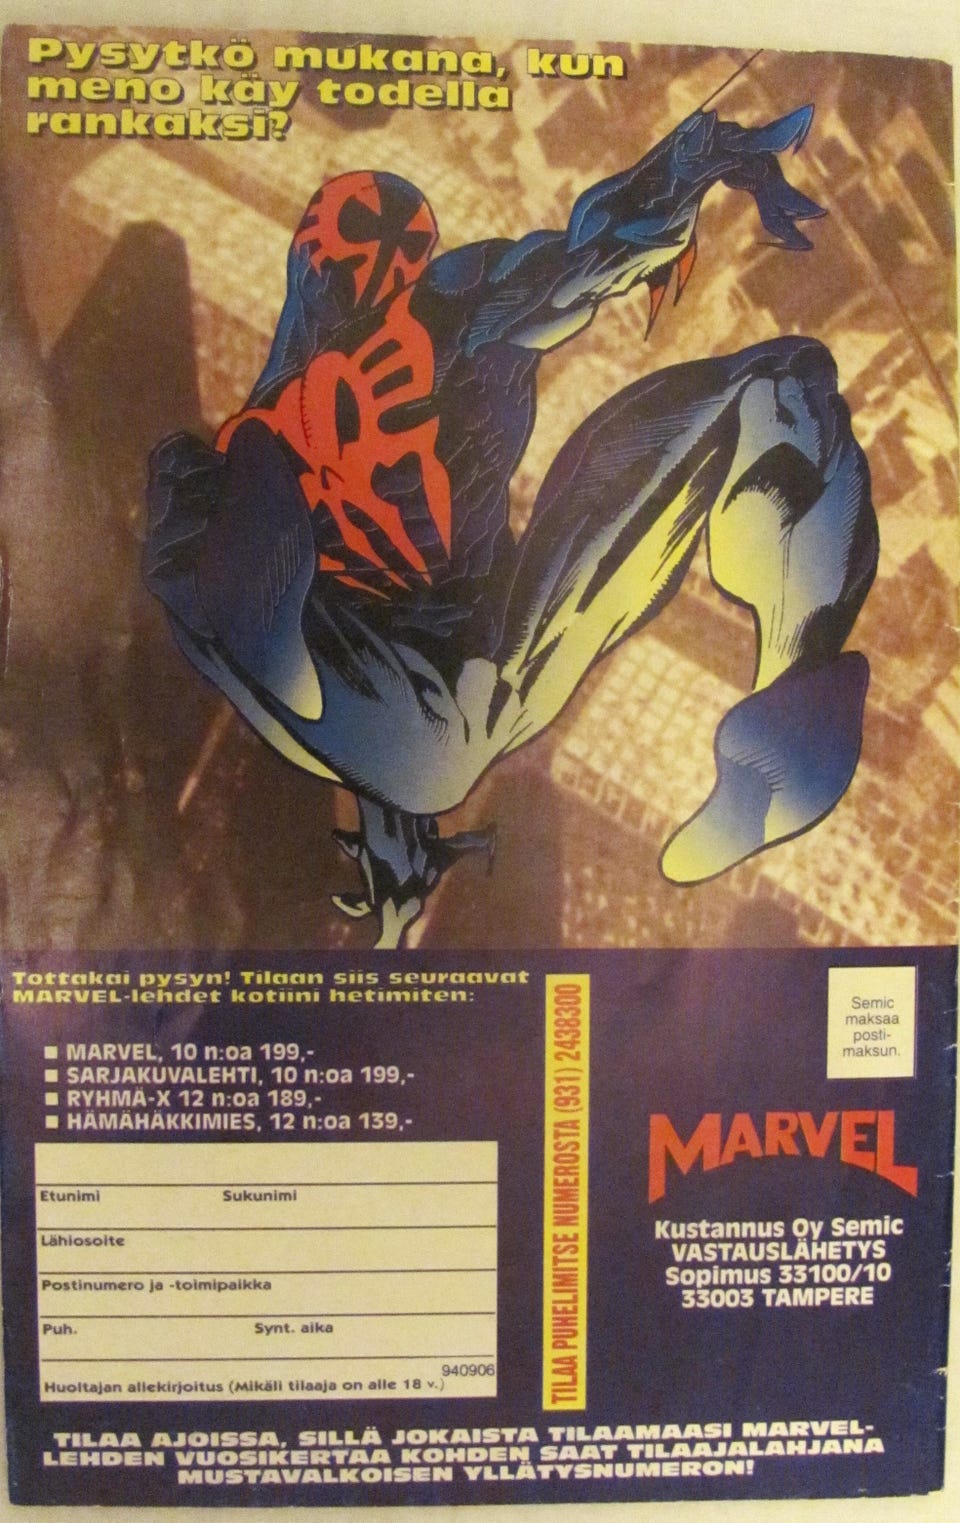 Pysytkö mukana, kun
meno käy todella
rankaksi?
Tottakai pysyn! Tilaan siis seuraavat
MARVEL-lehdet kotiini hetimiten:
MARVEL, 10 n:oa 199,-
SARJAKUVALEHTI, 10 n:oa 199,-
RYHMÄ-X 12 n:oa 189,-
HÄMÄHÄKKIMIES, 12 n:oa 139,-
Etunimi Sukunimi
Lähiosoite
Postinumero ja -toimipaikka
Puh. Synt. aika
940906
Huoltajan allekirjoitus (Mikäli tilaaja on alle 18 v.)
TILAA PUHELIMITSE NUMEROSTA (931) 2438300
Semic
maksaa
posti-
maksun.
MARVEL
Kustannus Oy Semic
VASTAUSLÄHETYS
Sopimus 33100/10
33003 TAMPERE
TILAA AJOISSA, SILLÄ JOKAISTA TILAAMAASI MARVEL-
LEHDEN VUOSIKERTAA KOHDEN SAAT TILAAJALAHJANA
MUSTAVALKOISEN YLLÄTYSNUMERON!